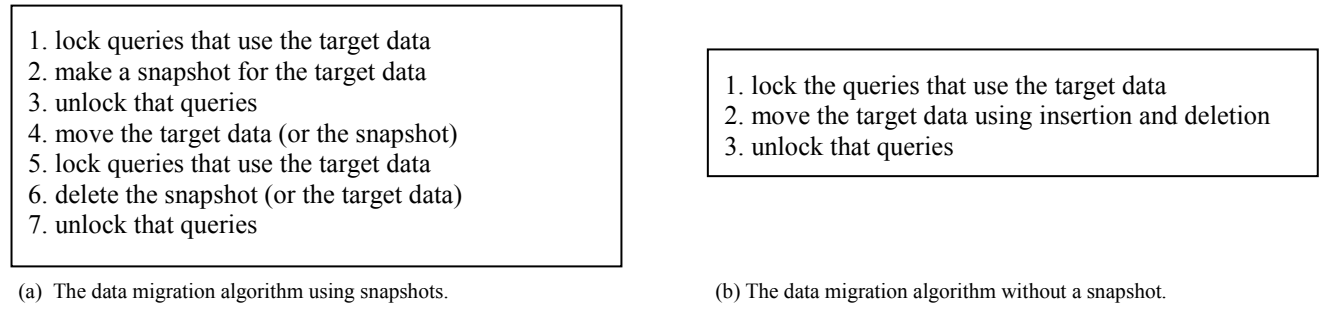 1. lock queries that use the target data
2. make a snapshot for the target data
3. unlock that queries
4. move the target data (or the snapshot)
5. lock queries that use the target data
6. delete the snapshot (or the target data)
7. unlock that queries
(a) The data migration algorithm using snapshots.
1. lock the queries that use the target data
2. move the target data using insertion and deletion
3. unlock that queries
(b) The data migration algorithm without a snapshot.